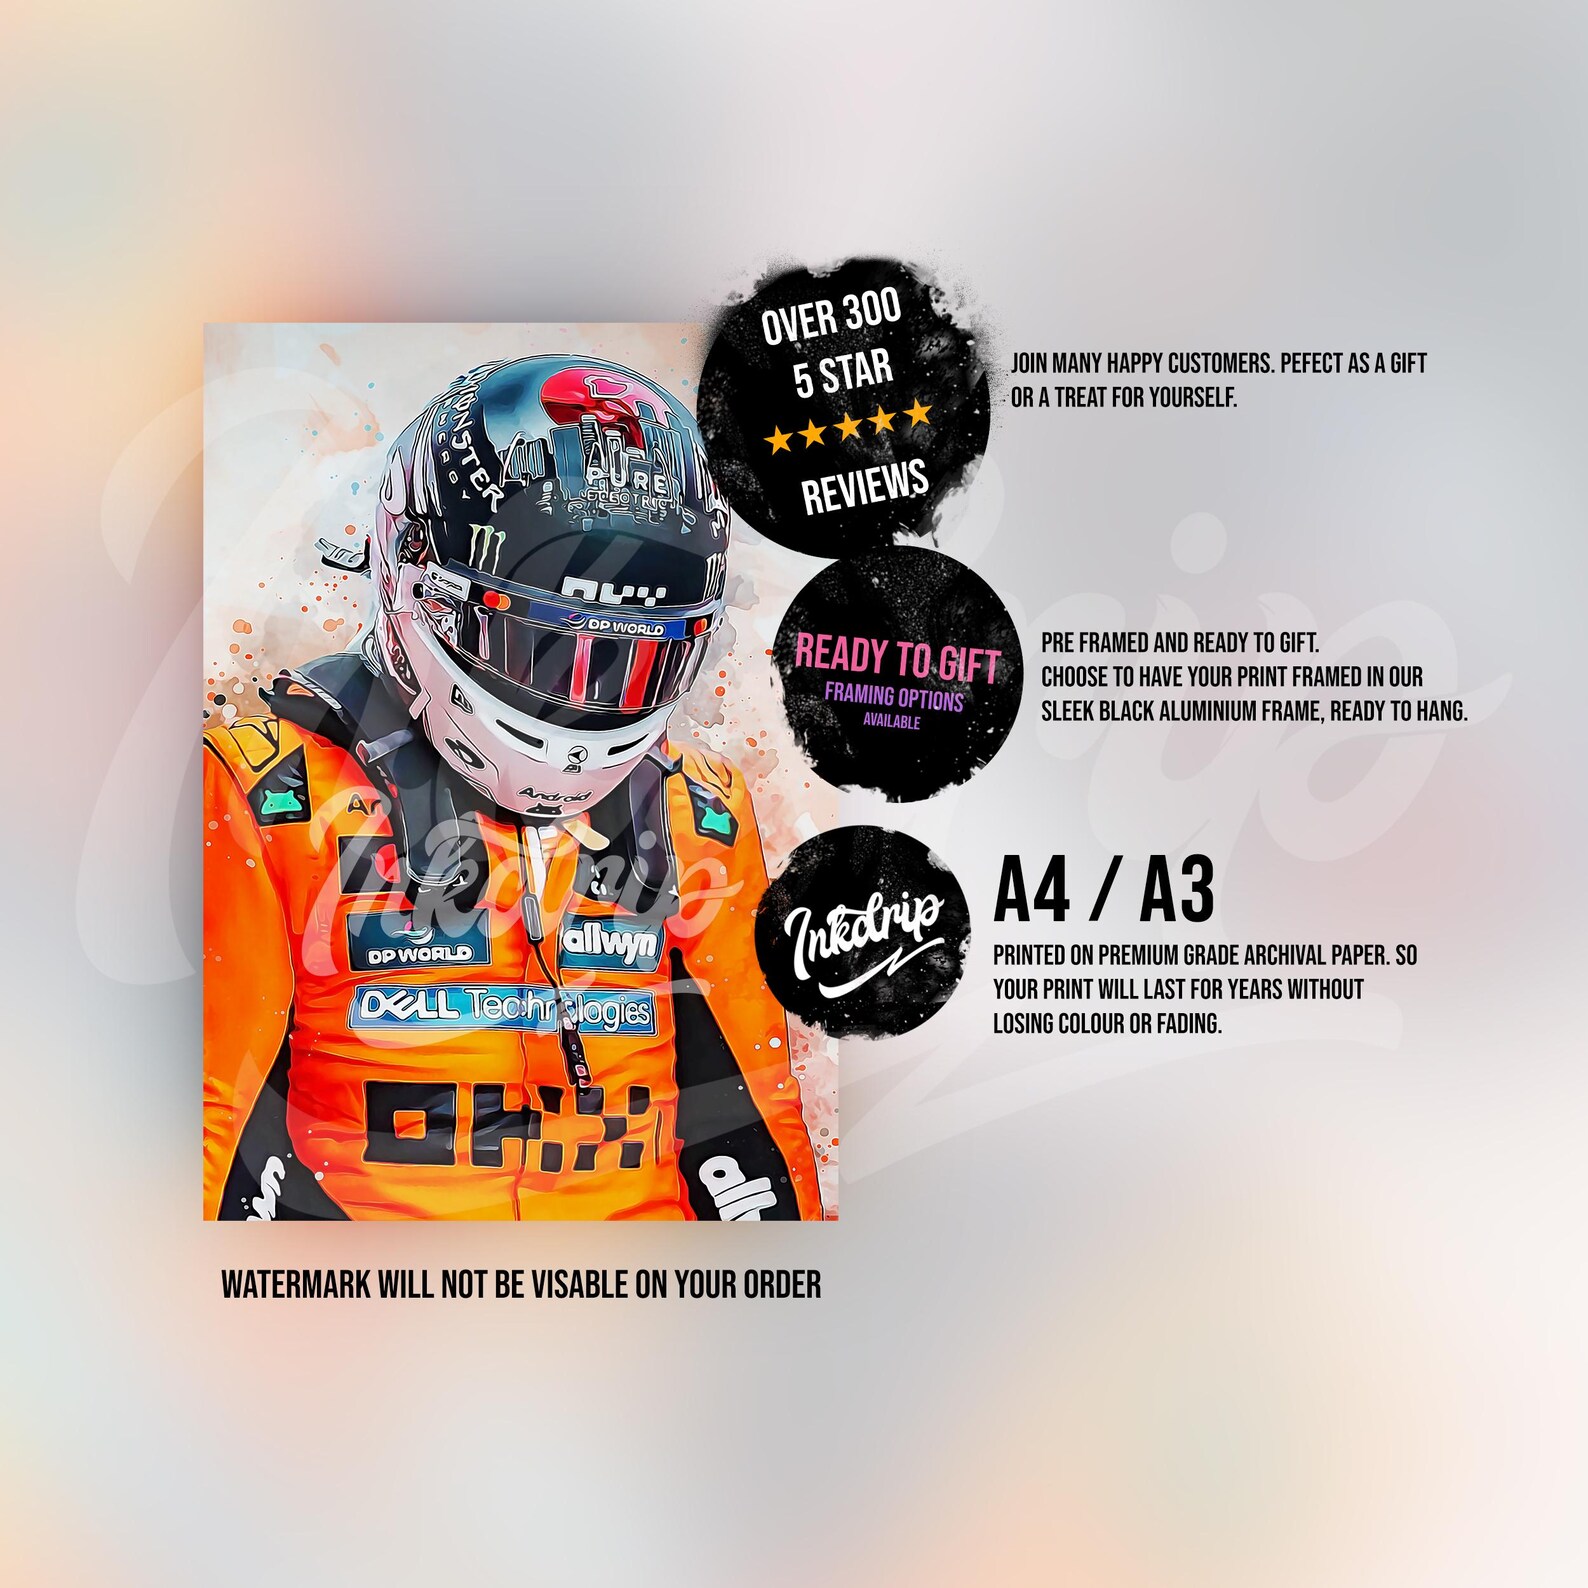 OVER 300
5 STAR
REVIEWS
JOIN MANY HAPPY CUSTOMERS. PEFECT AS A GIFT
OR A TREAT FOR YOURSELF.
READY TO GIFT
FRAMING OPTIONS
AVAILABLE
PRE FRAMED AND READY TO GIFT.
CHOOSE TO HAVE YOUR PRINT FRAMED IN OUR
SLEEK BLACK ALUMINIUM FRAME, READY TO HANG.
Inkdrip
A4 / A3
PRINTED ON PREMIUM GRADE ARCHIVAL PAPER. SO
YOUR PRINT WILL LAST FOR YEARS WITHOUT
LOSING COLOUR OR FADING.
MONSTER
PURE
ELECTRIC
DP WORLD
Android
Inkdrip
DP WORLD
allwyn
DELL Technologies
WATERMARK WILL NOT BE VISABLE ON YOUR ORDER